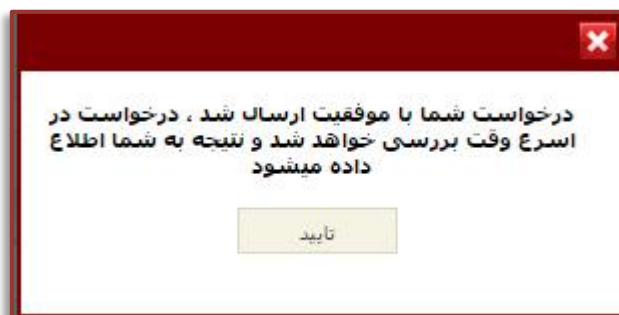 درخواست شما با موفقیت ارسال شد ، درخواست در
اسرع وقت بررسی خواهد شد و نتیجه به شما اطلاع
داده میشود
تایید